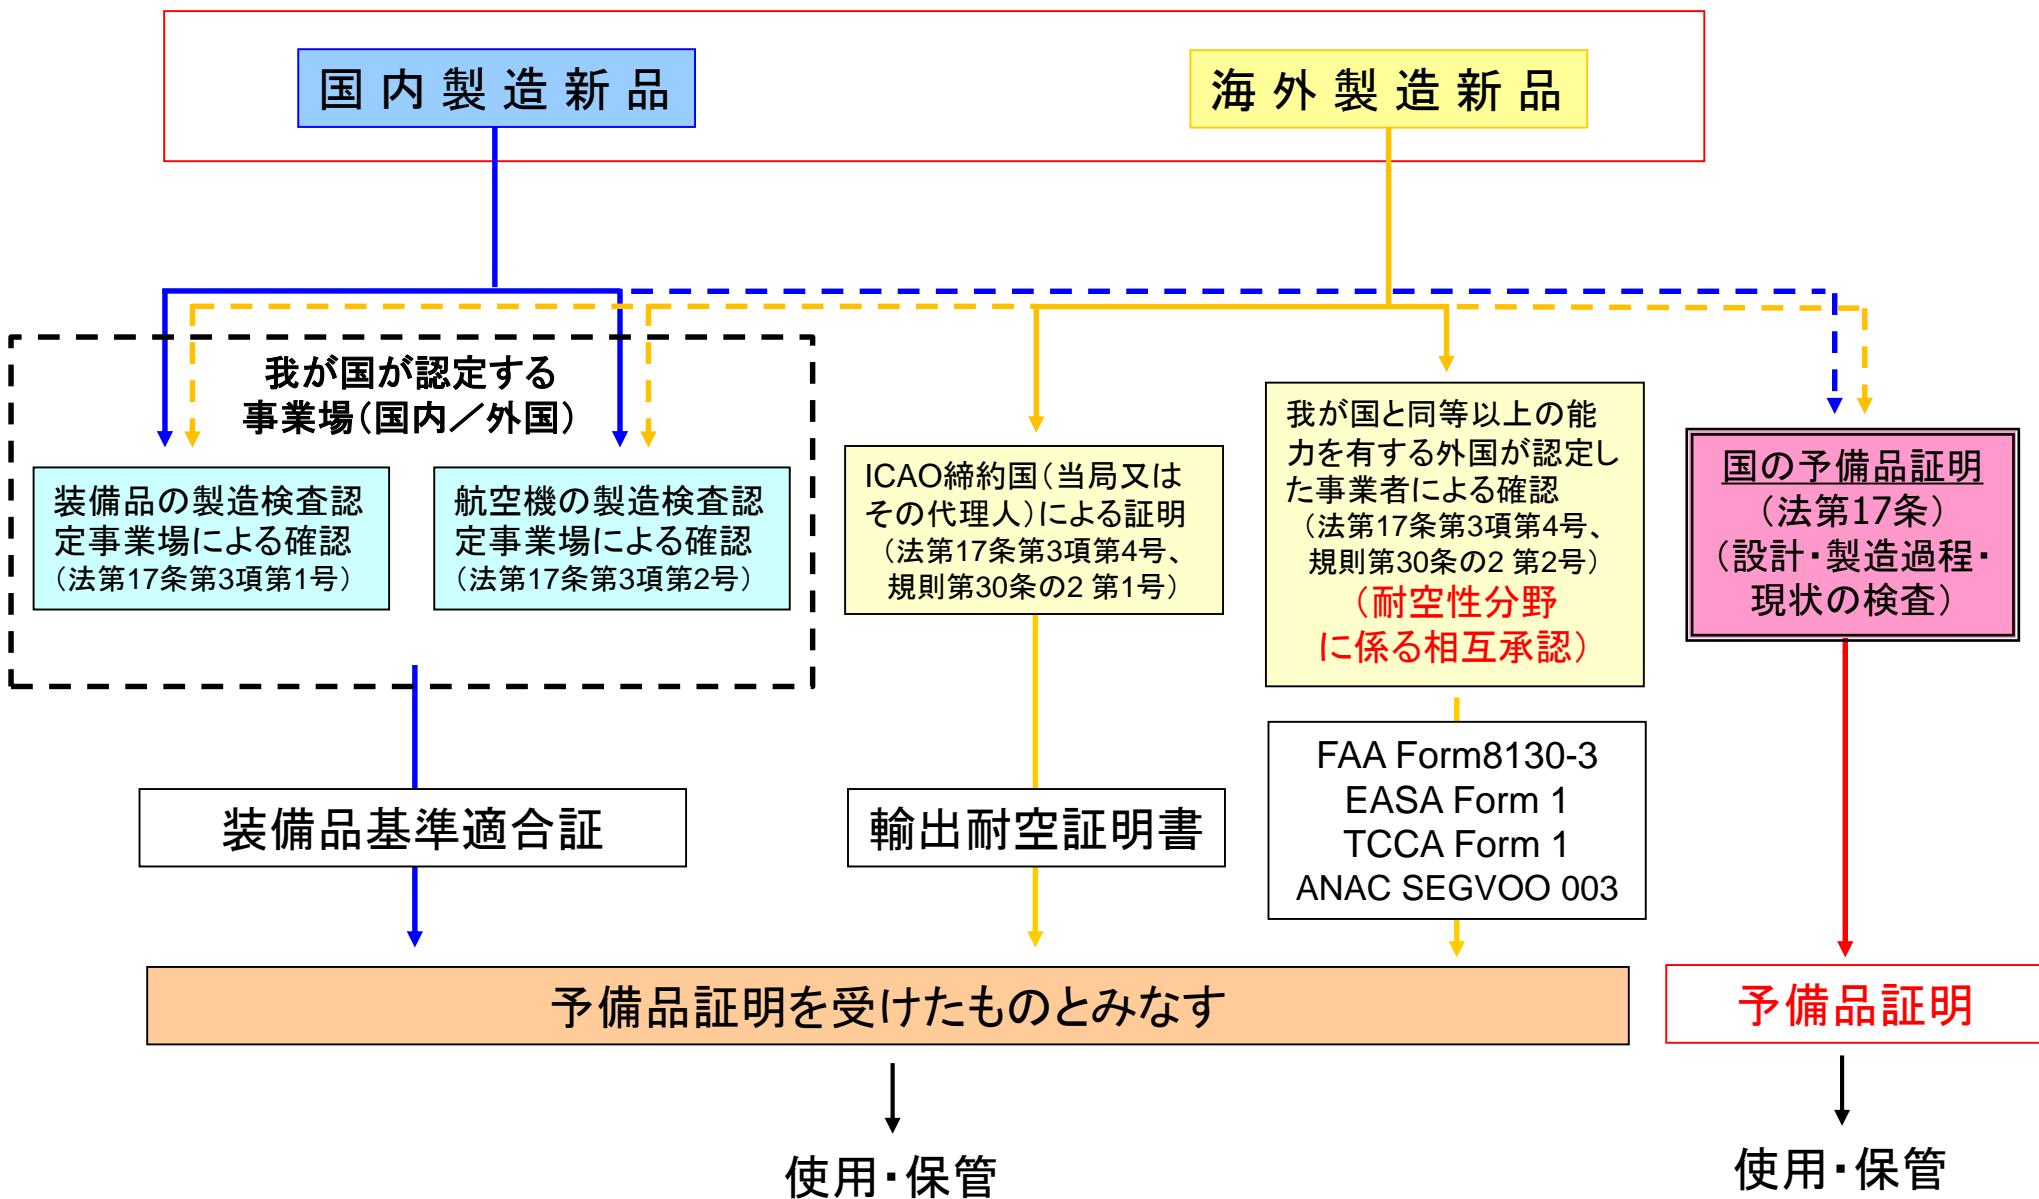 国内製造新品
海外製造新品
我が国が認定する
事業場(国内／外国)
装備品の製造検査認
定事業場による確認
(法第17条第3項第1号)
航空機の製造検査認
定事業場による確認
(法第17条第3項第2号)
ICAO締約国(当局又は
その代理人)による証明
(法第17条第3項第4号、
規則第30条の2 第1号)
我が国と同等以上の能
力を有する外国が認定し
た事業者による確認
(法第17条第3項第4号、
規則第30条の2 第2号)
(耐空性分野
に係る相互承認)
国の予備品証明
(法第17条)
(設計・製造過程・
現状の検査)
装備品基準適合証
輸出耐空証明書
FAA Form8130-3
EASA Form 1
TCCA Form 1
ANAC SEGVOO 003
予備品証明を受けたものとみなす
予備品証明
使用・保管
使用・保管